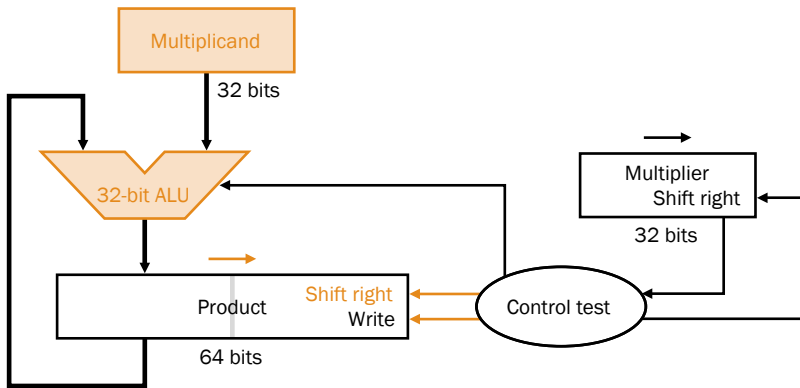 Multiplicand
32 bits
32-bit ALU
Multiplier
Shift right
32 bits
Product
Shift right
Write
64 bits
Control test